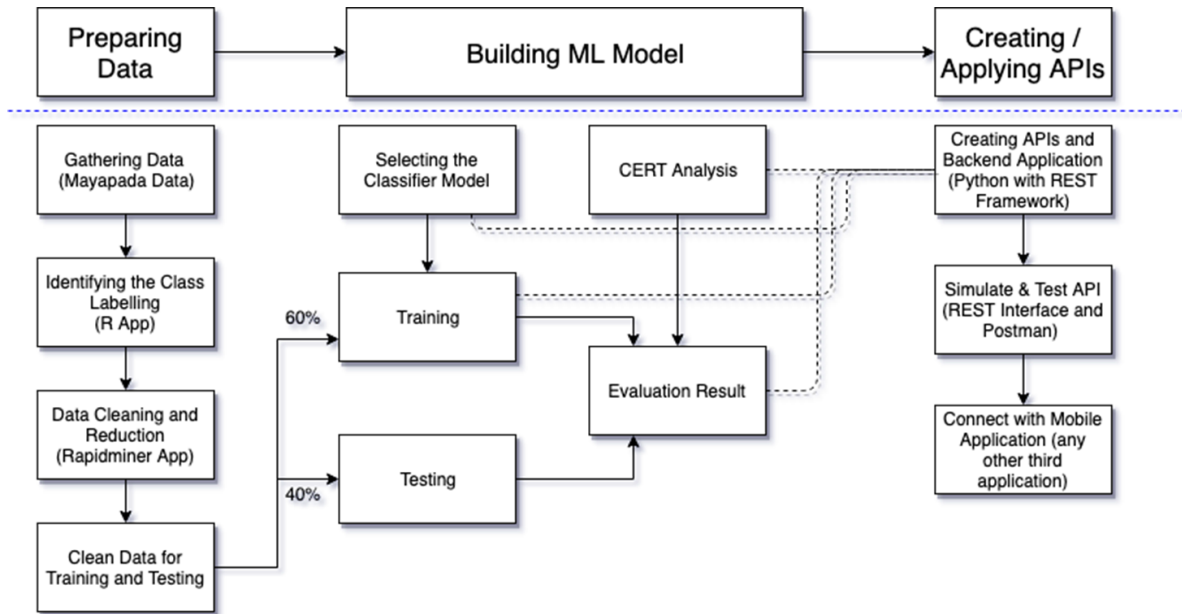 Preparing
Data
Building ML Model
Creating /
Applying APIs
Gathering Data
(Mayapada Data)
Identifying the Class
Labelling
(R App)
Data Cleaning and
Reduction
(Rapidminer App)
Clean Data for
Training and Testing
60%
40%
Selecting the
Classifier Model
Training
Testing
CERT Analysis
Evaluation Result
Creating APIs and
Backend Application
(Python with REST
Framework)
Simulate & Test API
(REST Interface and
Postman)
Connect with Mobile
Application (any
other third
application)